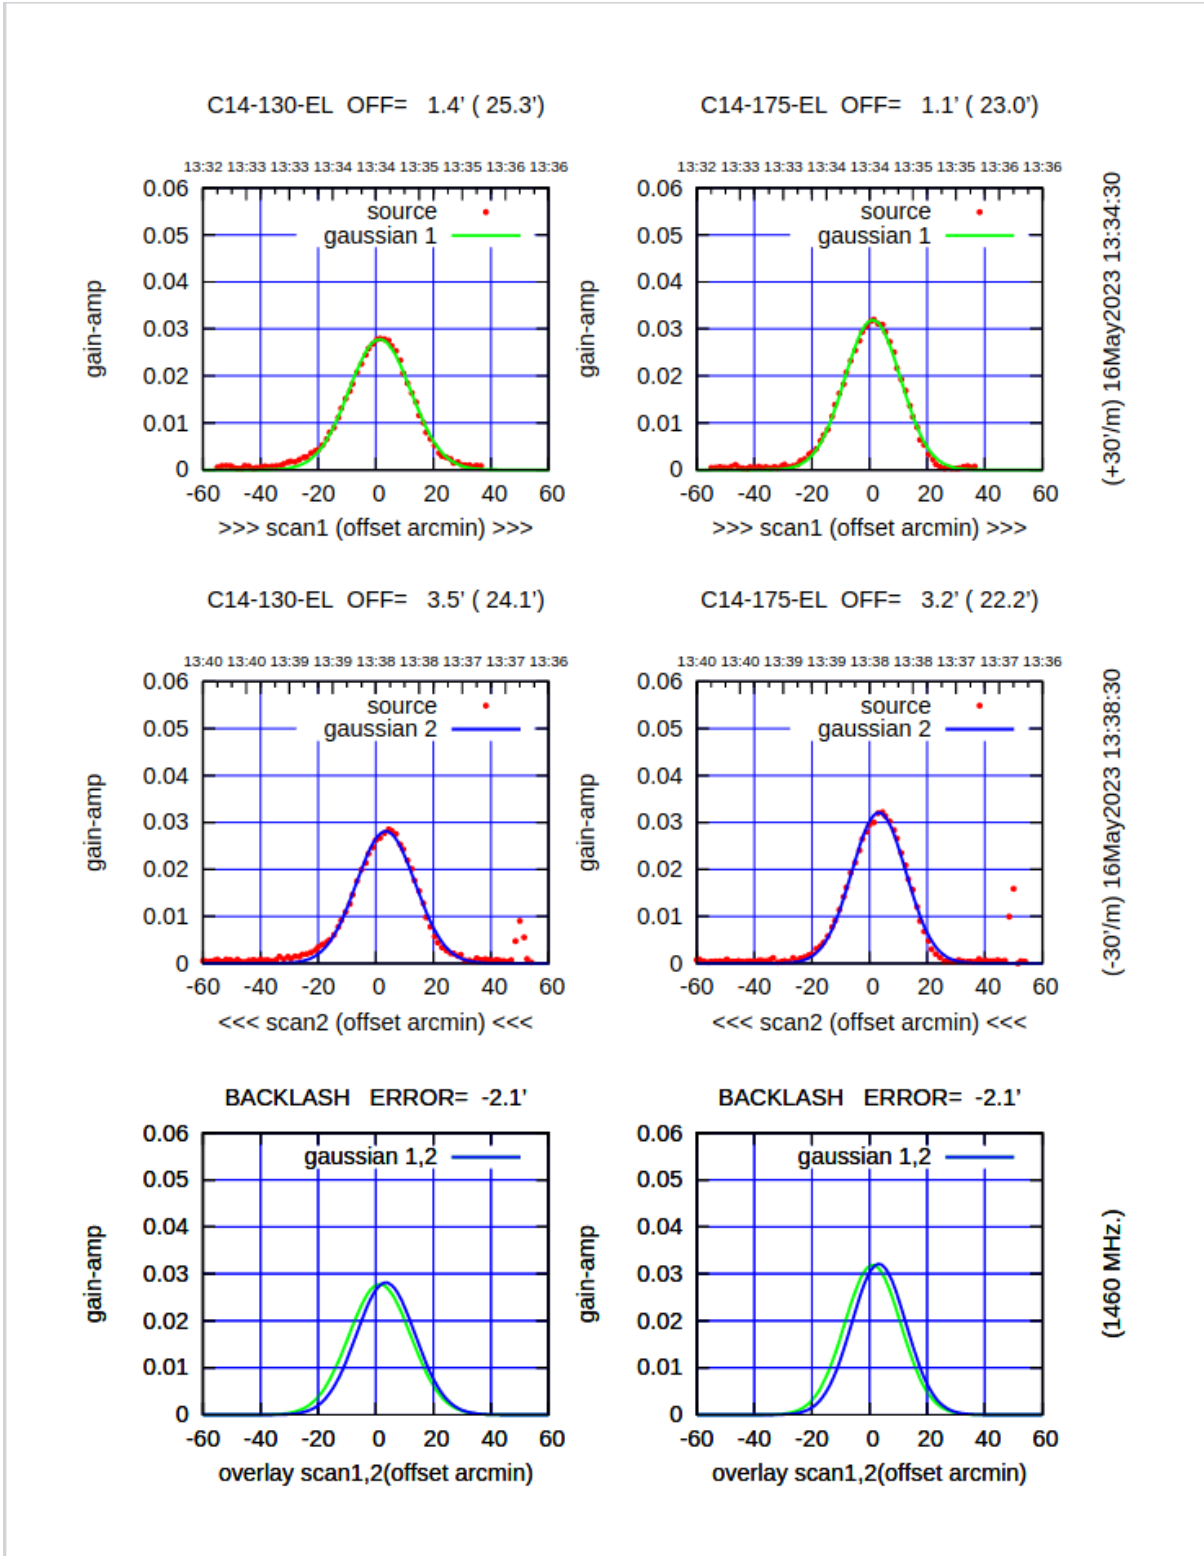 C14-130-EL OFF= 1.4' ( 25.3')
13:32 13:33 13:33 13:34 13:34 13:35 13:35 13:36 13:36
source
gaussian 1
0.06
0.05
0.04
0.03
0.02
0.01
0
gain-amp
-60 -40 -20 0 20 40 60
>>> scan1 (offset arcmin) >>>
C14-175-EL OFF= 1.1' ( 23.0')
13:32 13:33 13:33 13:34 13:34 13:35 13:35 13:36 13:36
source
gaussian 1
0.06
0.05
0.04
0.03
0.02
0.01
0
gain-amp
-60 -40 -20 0 20 40 60
>>> scan1 (offset arcmin) >>>
(+30'/m) 16May2023 13:34:30
C14-130-EL OFF= 3.5' ( 24.1')
13:40 13:40 13:39 13:39 13:38 13:38 13:37 13:37 13:36
source
gaussian 2
0.06
0.05
0.04
0.03
0.02
0.01
0
gain-amp
-60 -40 -20 0 20 40 60
<<< scan2 (offset arcmin) <<<
C14-175-EL OFF= 3.2' ( 22.2')
13:40 13:40 13:39 13:39 13:38 13:38 13:37 13:37 13:36
source
gaussian 2
0.06
0.05
0.04
0.03
0.02
0.01
0
gain-amp
-60 -40 -20 0 20 40 60
<<< scan2 (offset arcmin) <<<
(-30'/m) 16May2023 13:38:30
BACKLASH ERROR= -2.1'
gaussian 1,2
0.06
0.05
0.04
0.03
0.02
0.01
0
gain-amp
-60 -40 -20 0 20 40 60
overlay scan1,2(offset arcmin)
BACKLASH ERROR= -2.1'
gaussian 1,2
0.06
0.05
0.04
0.03
0.02
0.01
0
gain-amp
-60 -40 -20 0 20 40 60
overlay scan1,2(offset arcmin)
(1460 MHz.)